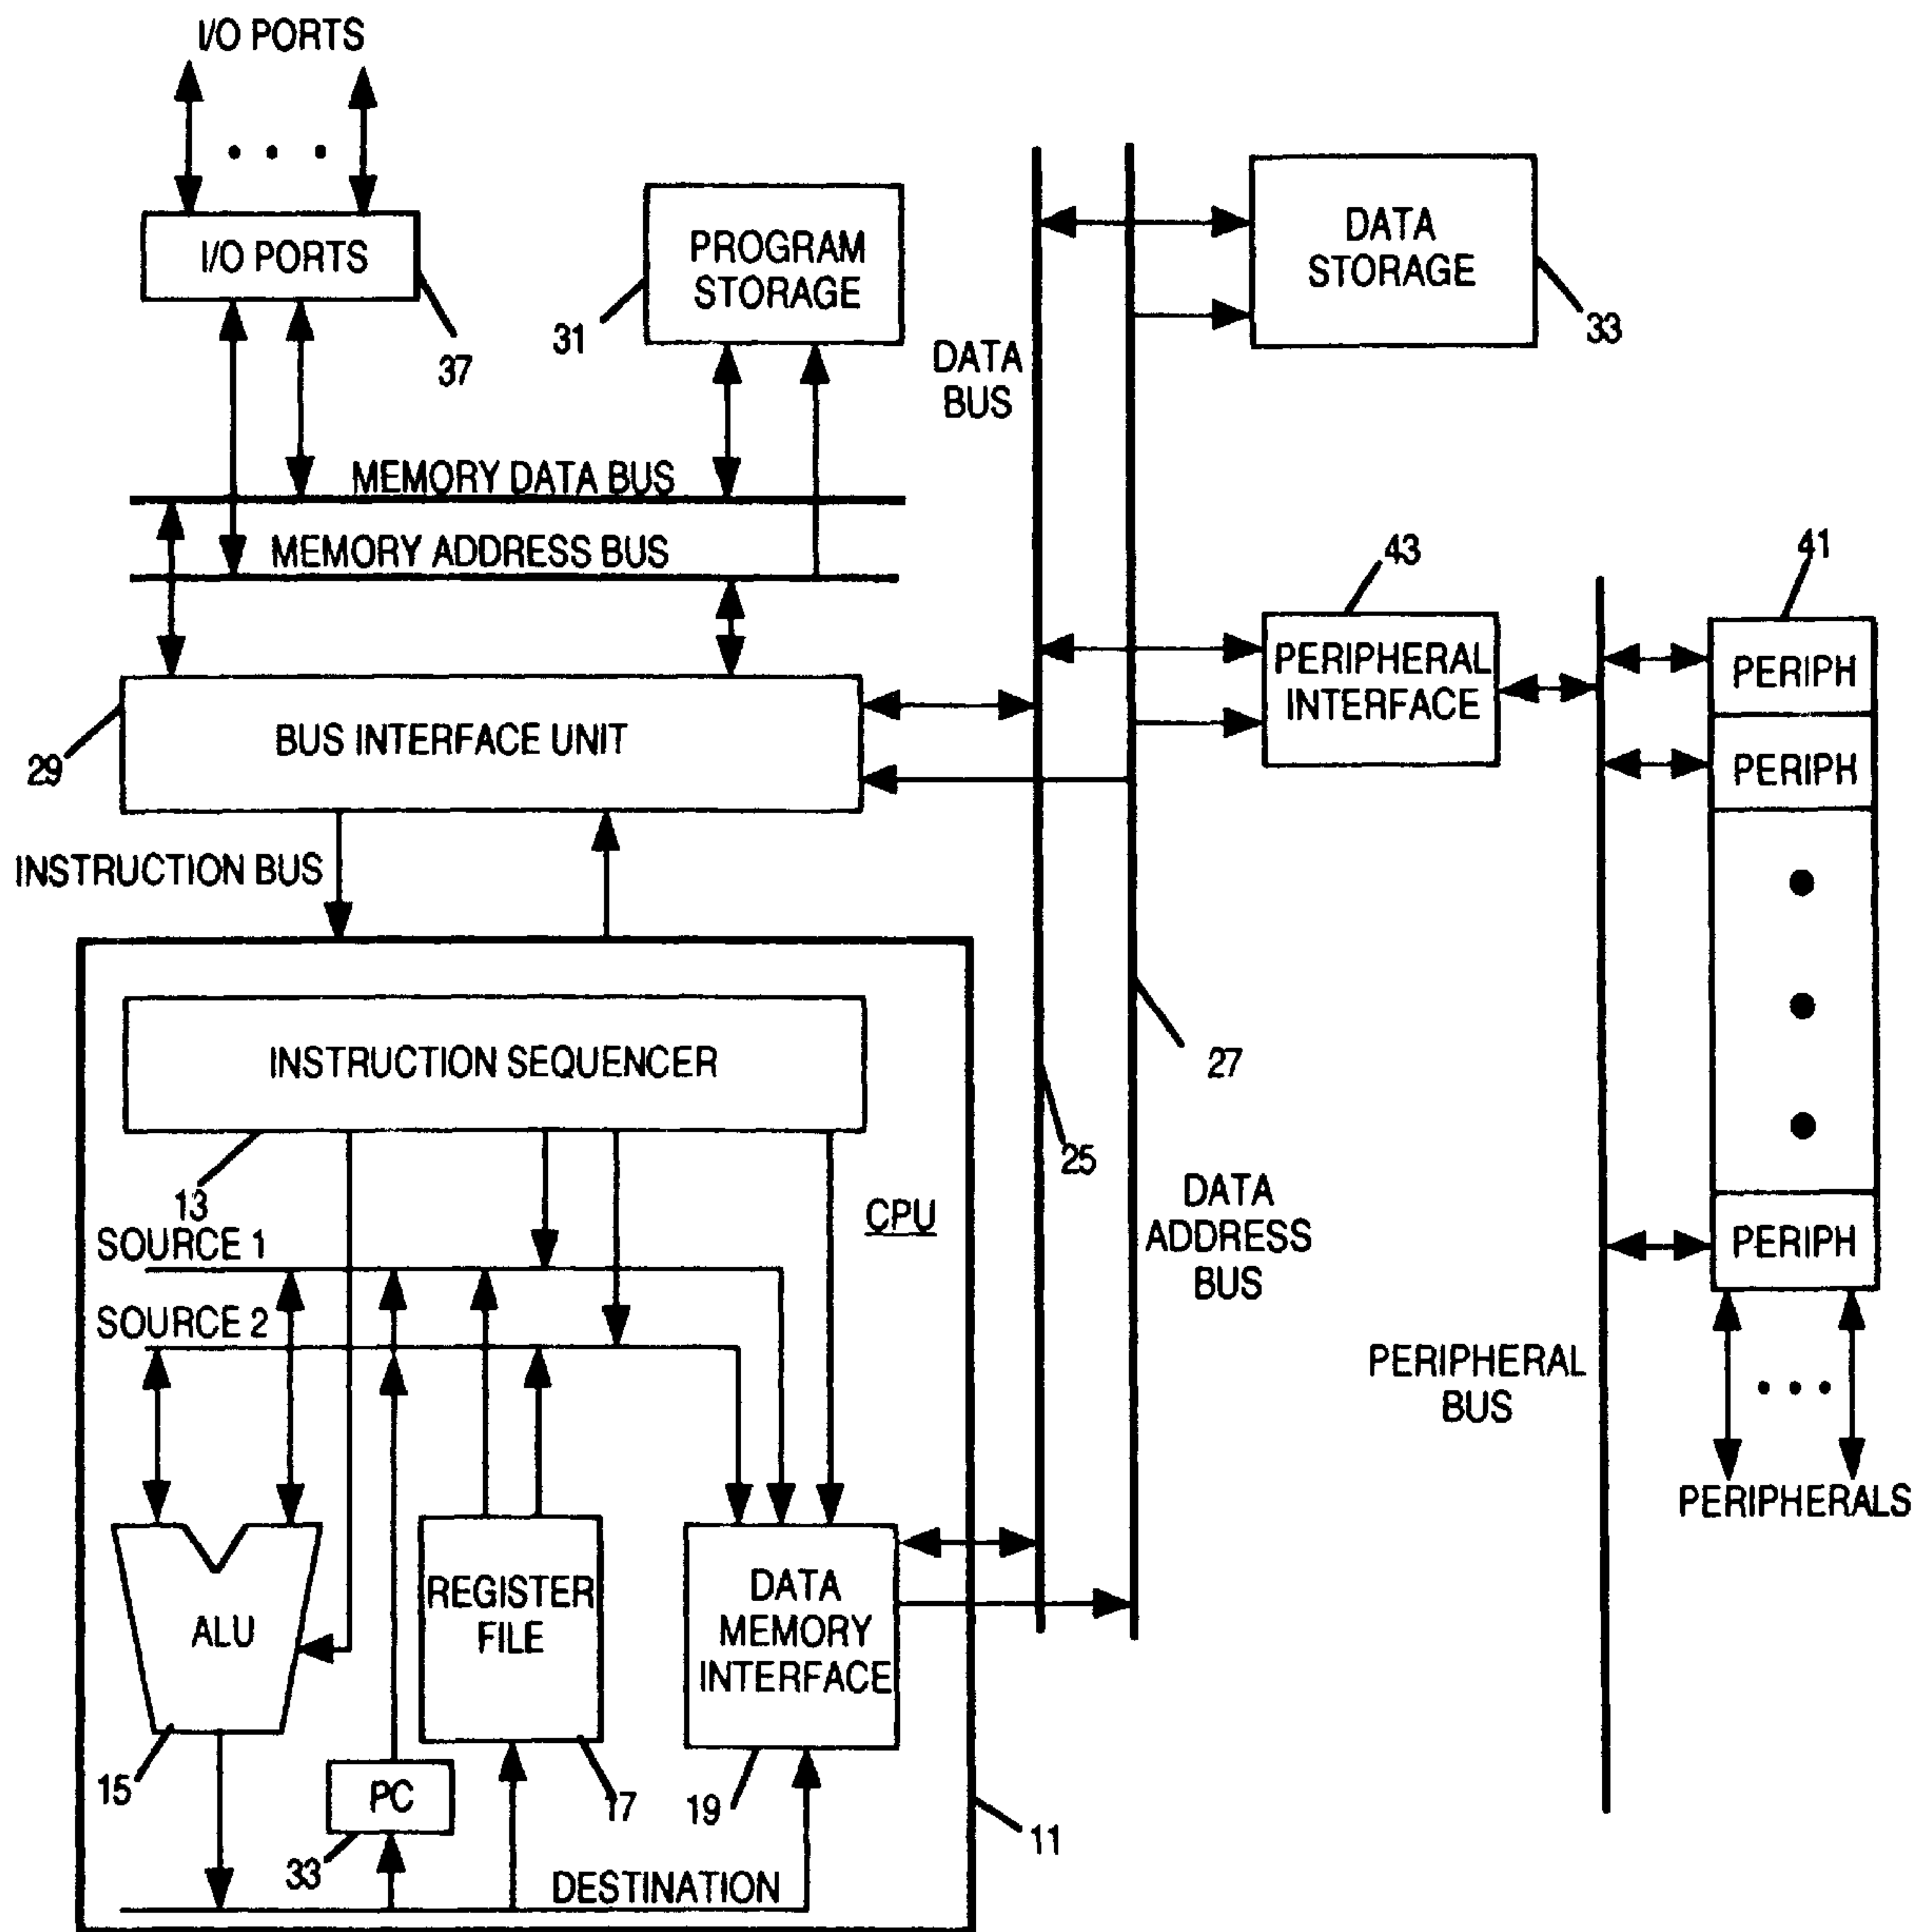 I/O PORTS
I/O PORTS
37
PROGRAM
STORAGE
31
DATA
BUS
DATA
STORAGE
33
MEMORY DATA BUS
MEMORY ADDRESS BUS
43
41
PERIPHERAL
INTERFACE
PERIPH
PERIPH
BUS INTERFACE UNIT
29
INSTRUCTION BUS
INSTRUCTION SEQUENCER
13
27
25
CPU
DATA
ADDRESS
BUS
PERIPH
SOURCE 1
SOURCE 2
PERIPHERAL
BUS
PERIPHERALS
ALU
REGISTER
FILE
DATA
MEMORY
INTERFACE
15
PC
33
17
19
11
DESTINATION